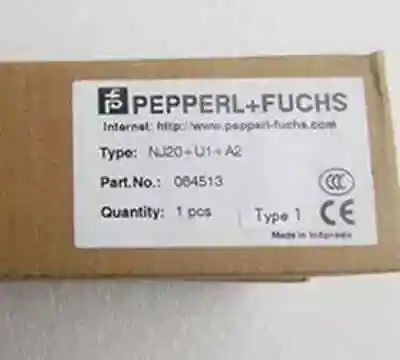 PEPPERL+FUCHS
Internet: http://www.pepperl-fuchs.com
Type: NJ20+U1+A2
Part.No.: 084513
Quantity: 1 pcs
Type 1
CCC
CE
Made in Indonesia